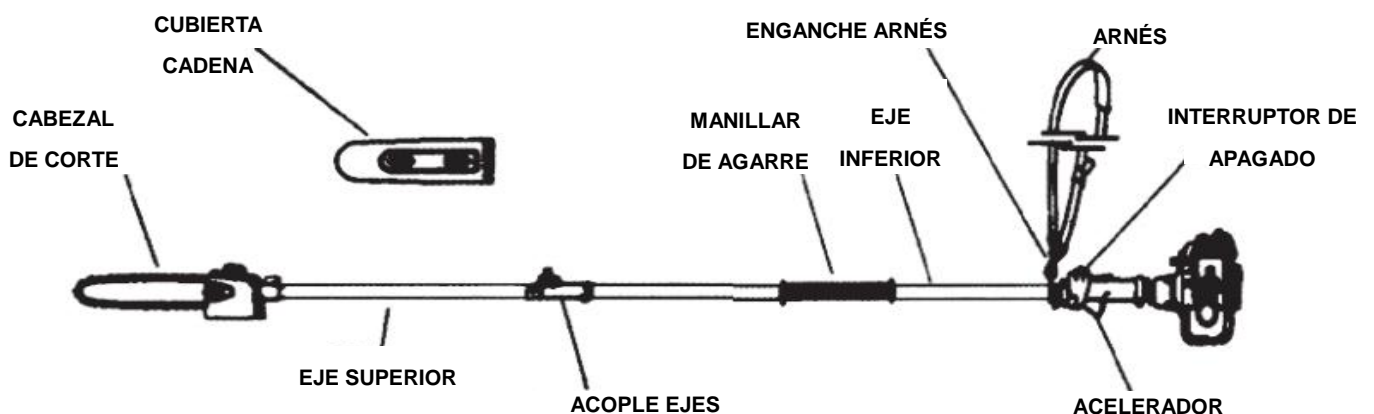 CUBIERTA
CADENA
ENGANCHE ARNÉS
ARNÉS
CABEZAL
DE CORTE
MANILLAR
DE AGARRE
EJE
INFERIOR
INTERRUPTOR DE
APAGADO
EJE SUPERIOR
ACOPLE EJES
ACELERADOR